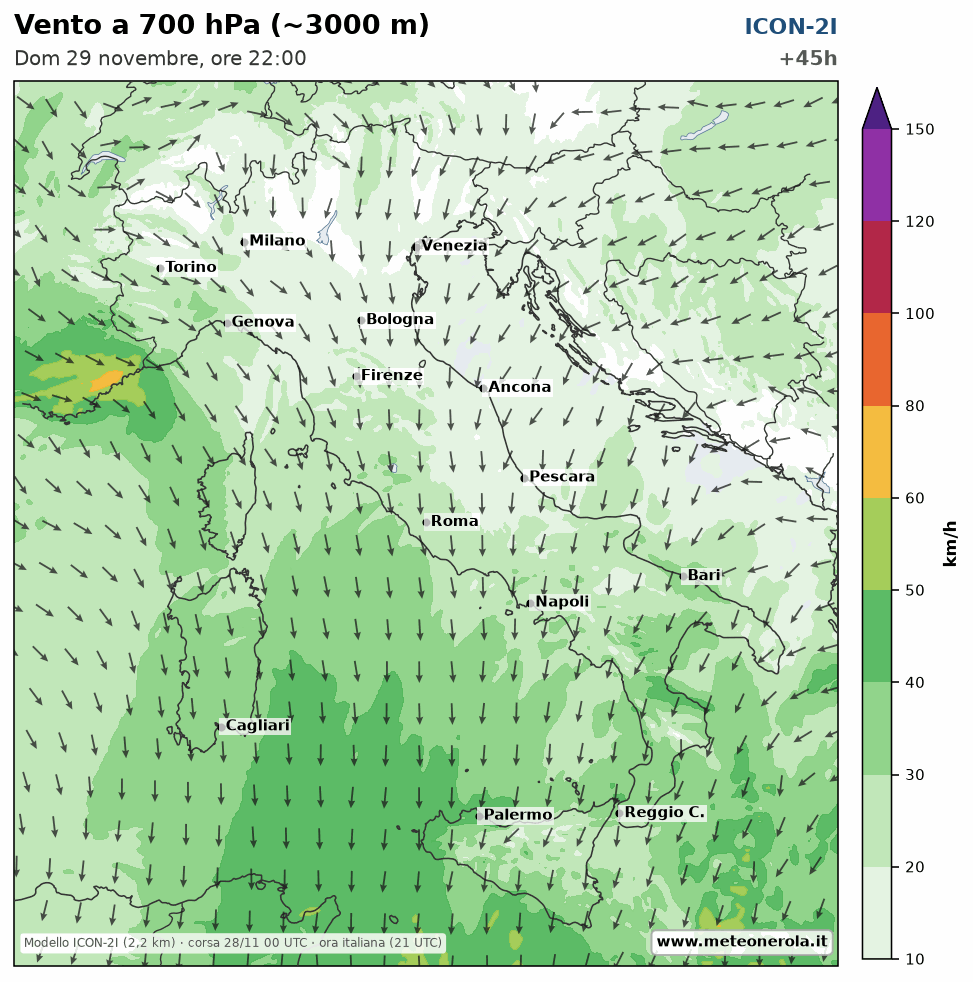 Vento a 700 hPa (~3000 m)
ICON-2I
Dom 29 novembre, ore 22:00
+45h
Milano
Venezia
Torino
Genova
Bologna
Firenze
Ancona
Pescara
Roma
Bari
Napoli
Cagliari
Palermo
Reggio C.
Modello ICON-2I (2,2 km) · corsa 28/11 00 UTC · ora italiana (21 UTC)
www.meteonerola.it
150
120
100
80
60
50
40
30
20
10
km/h